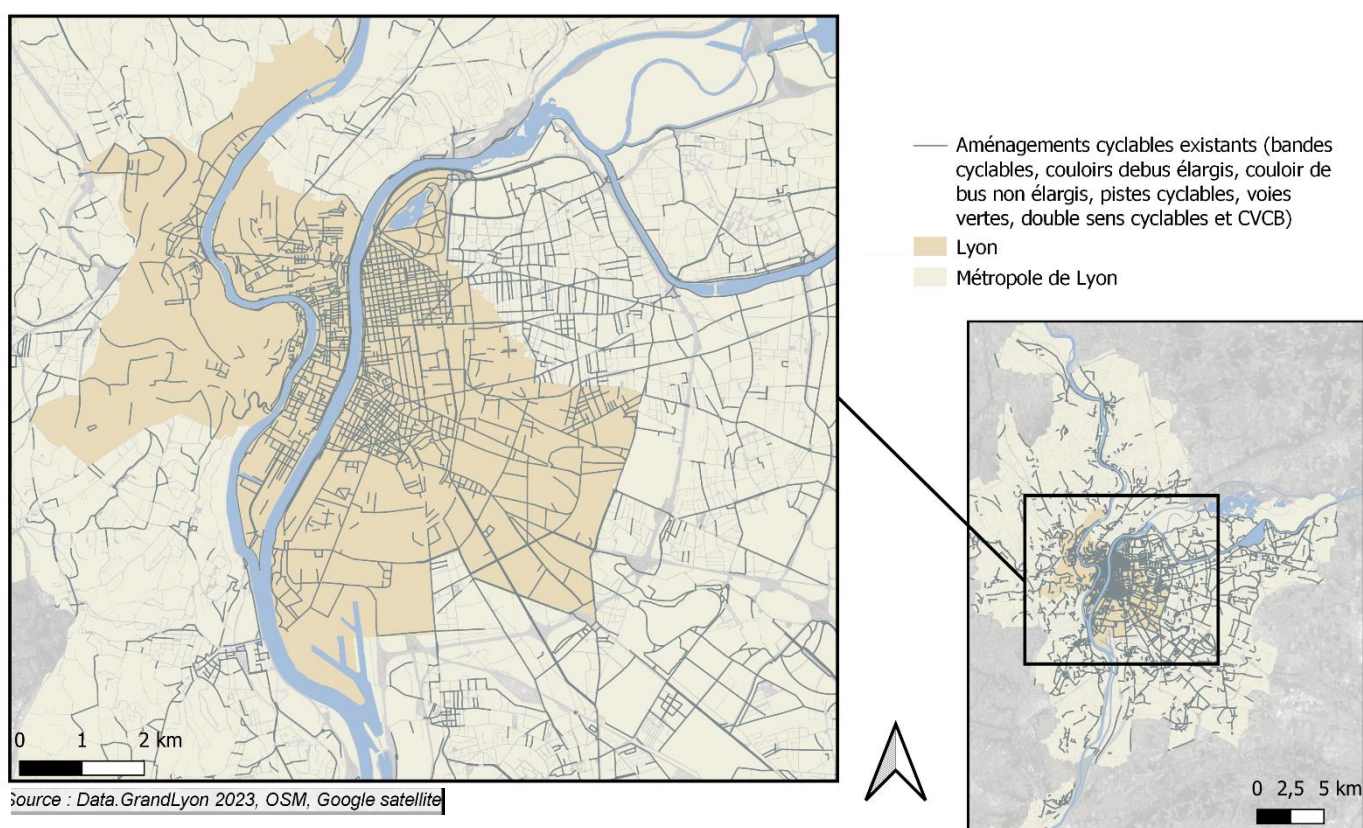 Aménagements cyclables existants (bandes
cyclables, couloirs debus élargis, couloir de
bus non élargis, pistes cyclables, voies
vertes, double sens cyclables et CVCB)
Lyon
Métropole de Lyon
0 1 2 km
Source : Data.GrandLyon 2023, OSM, Google satellite
0 2,5 5 km